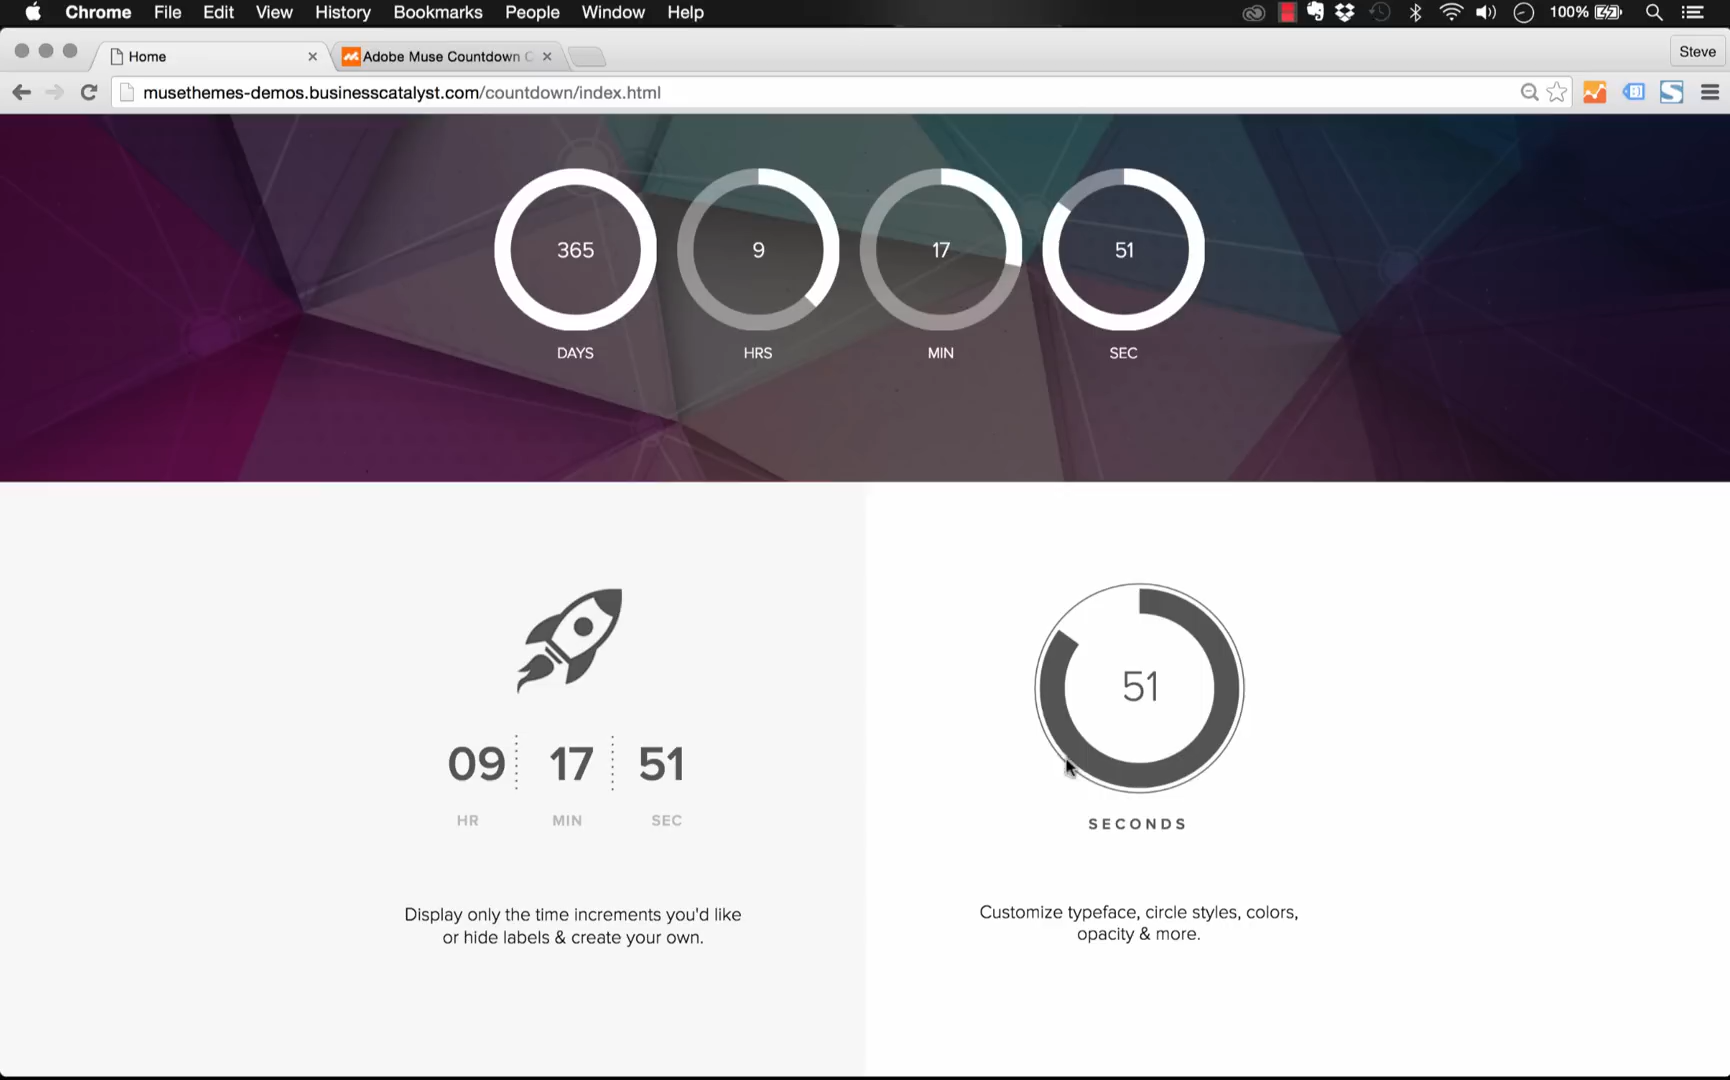 Chrome File Edit View History Bookmarks People Window Help 100%
Home Adobe Muse Countdown C Steve
musethemes-demos.businesscatalyst.com/countdown/index.html
365 9 17 51
DAYS HRS MIN SEC
09 17 51
HR MIN SEC
Display only the time increments you'd like
or hide labels & create your own.
51
SECONDS
Customize typeface, circle styles, colors,
opacity & more.